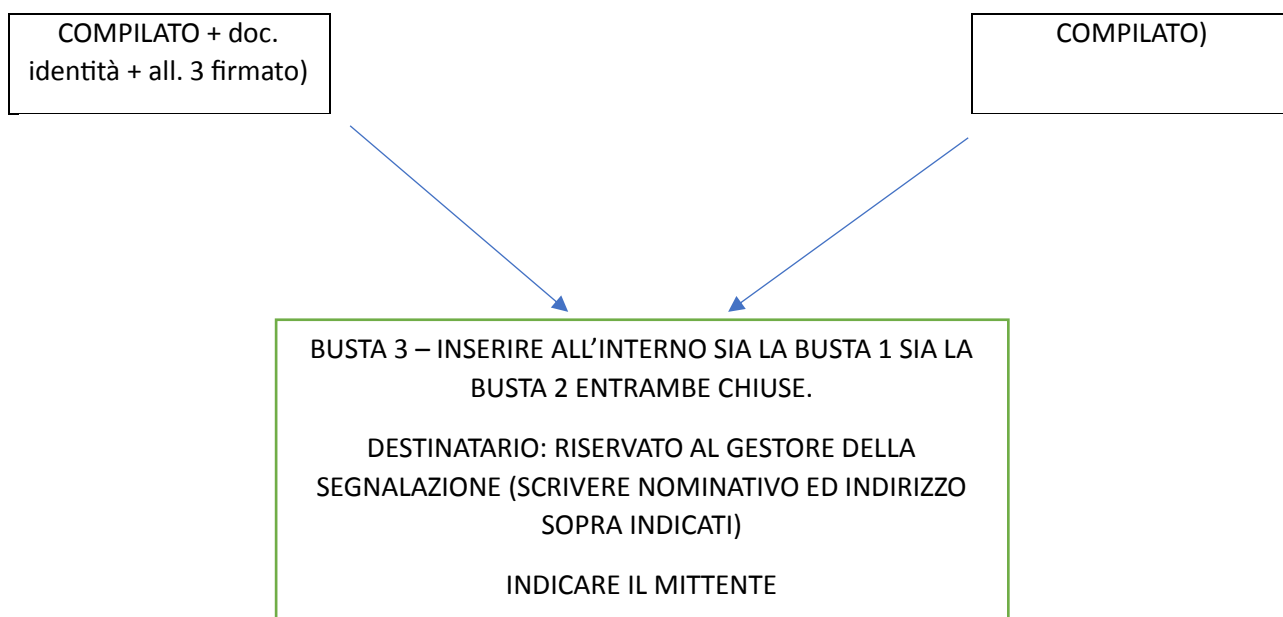 COMPILATO + doc.
identità + all. 3 firmato)
COMPILATO)
BUSTA 3 – INSERIRE ALL’INTERNO SIA LA BUSTA 1 SIA LA
BUSTA 2 ENTRAMBE CHIUSE.
DESTINATARIO: RISERVATO AL GESTORE DELLA
SEGNALAZIONE (SCRIVERE NOMINATIVO ED INDIRIZZO
SOPRA INDICATI)
INDICARE IL MITTENTE